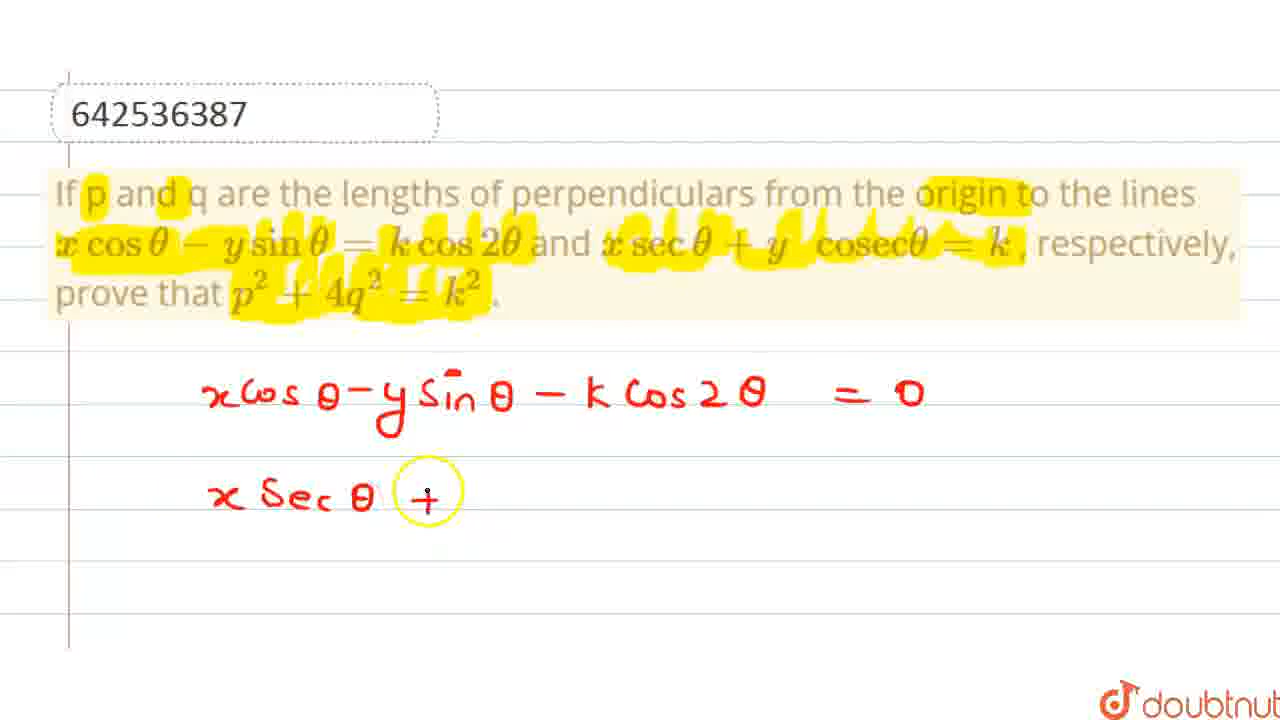 642536387
If p and q are the lengths of perpendiculars from the origin to the lines
x cos θ − y sin θ = k cos 2θ and x sec θ + y cosecθ = k, respectively,
prove that p² + 4q² = k².
x cos θ − y sin θ − k cos 2 θ = 0
x Sec θ +
doubtnut